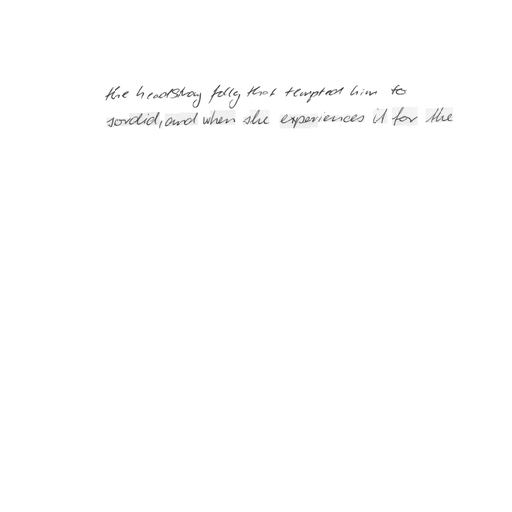 the headstrong folly that tempted him to
sordid, and when she experiences it for the